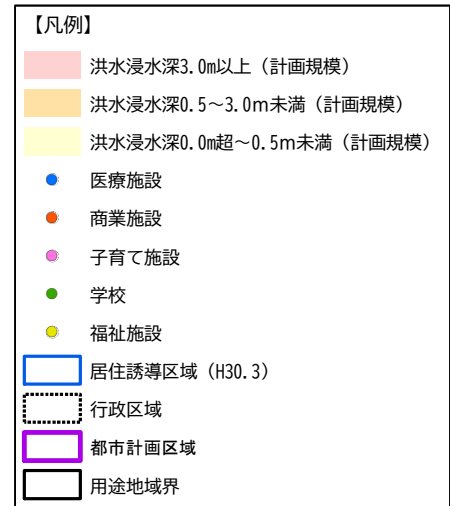 【凡例】
洪水浸水深3.0m以上（計画規模）
洪水浸水深0.5～3.0m未満（計画規模）
洪水浸水深0.0m超～0.5m未満（計画規模）
医療施設
商業施設
子育て施設
学校
福祉施設
居住誘導区域（H30.3）
行政区域
都市計画区域
用途地域界